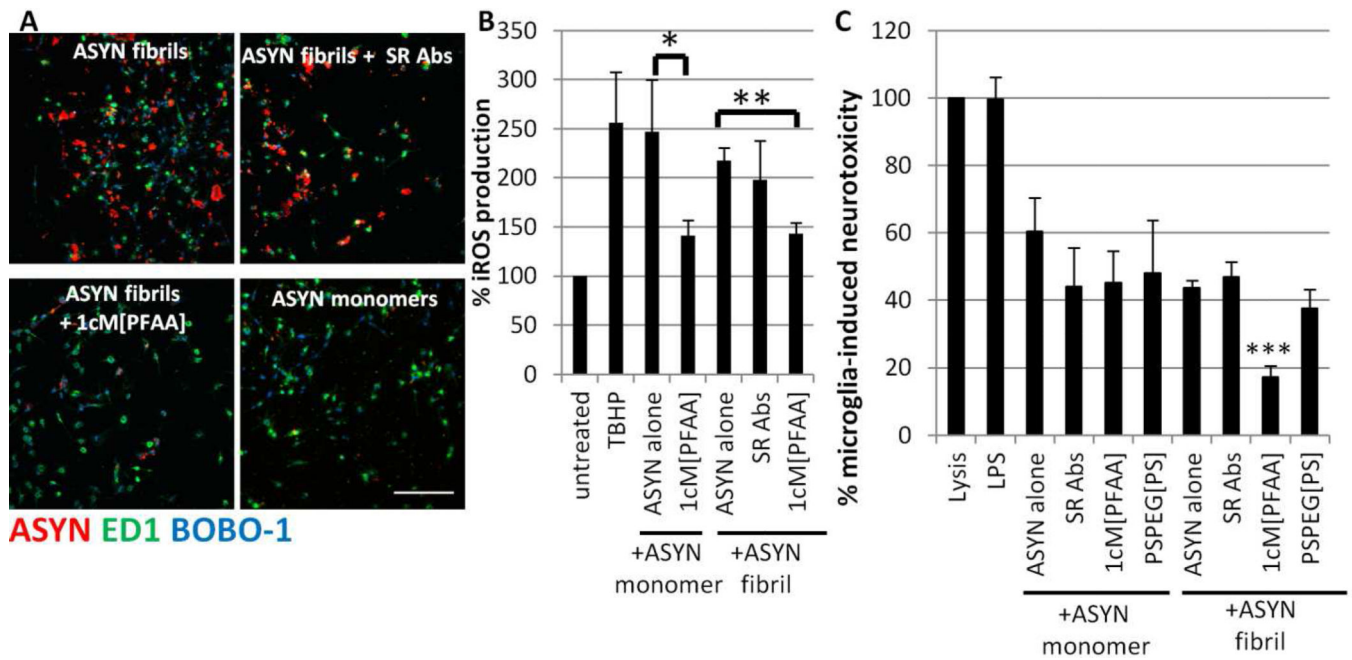 A
ASYN fibrils
ASYN fibrils + SR Abs
ASYN fibrils
+ 1cM[PFAA]
ASYN monomers
ASYN ED1 BOBO-1
B
% iROS production
350
300
250
200
150
100
50
0
*
**
untreated
TBHP
ASYN alone
1cM[PFAA]
ASYN alone
SR Abs
1cM[PFAA]
+ASYN
monomer
+ASYN
fibril
C
% microglia-induced neurotoxicity
120
100
80
60
40
20
0
***
Lysis
LPS
ASYN alone
SR Abs
1cM[PFAA]
PSPEG[PS]
ASYN alone
SR Abs
1cM[PFAA]
PSPEG[PS]
+ASYN
monomer
+ASYN
fibril